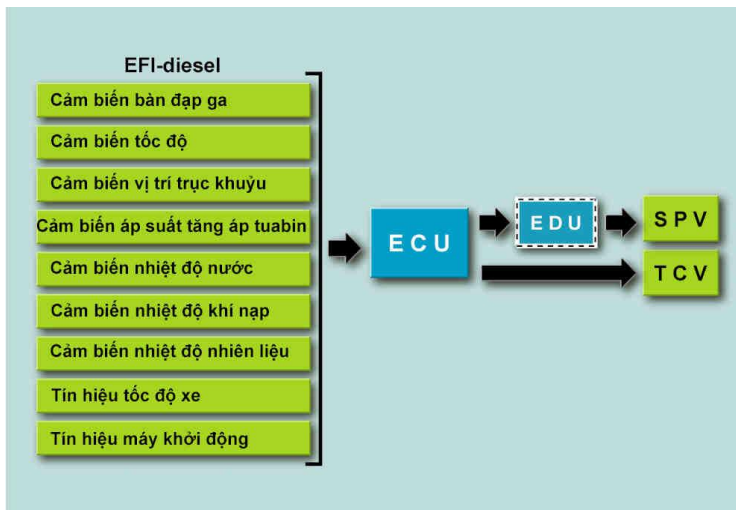 EFI-diesel
Cảm biến bàn đạp ga
Cảm biến tốc độ
Cảm biến vị trí trục khuỷu
Cảm biến áp suất tăng áp tuabin
Cảm biến nhiệt độ nước
Cảm biến nhiệt độ khí nạp
Cảm biến nhiệt độ nhiên liệu
Tín hiệu tốc độ xe
Tín hiệu máy khởi động
ECU
EDU
SPV
TCV